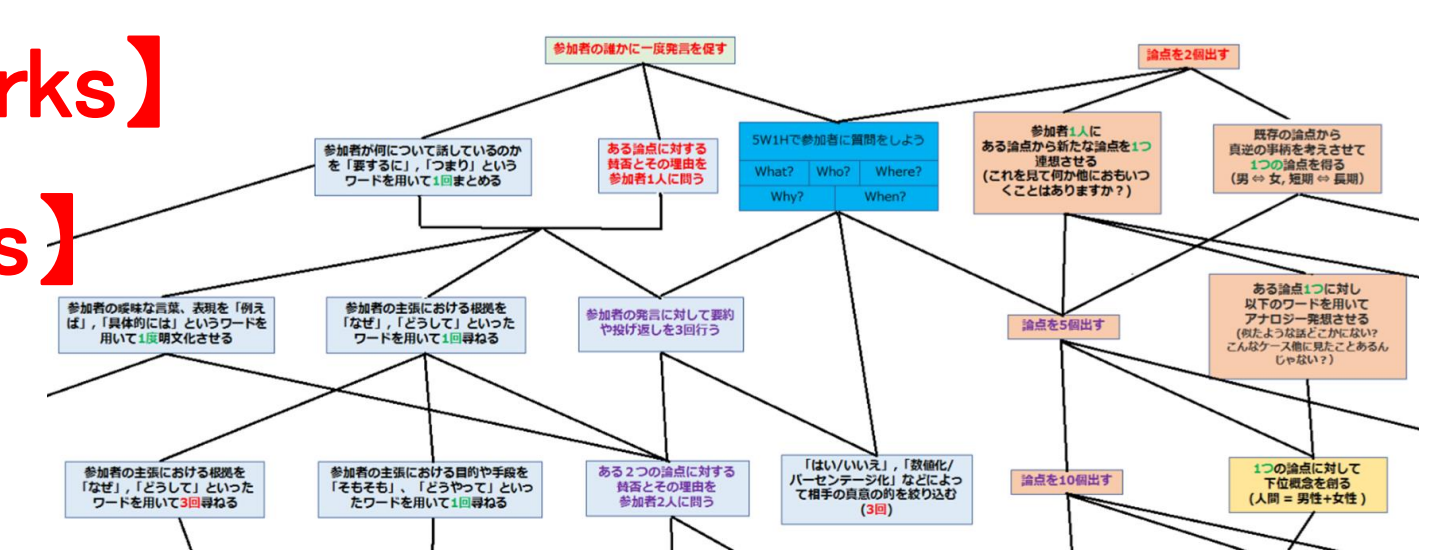 rks】
s】
参加者の誰かに一度発言を促す
論点を2個出す
参加者が何について話しているのか
を「要するに」,「つまり」という
ワードを用いて1回まとめる
ある論点に対する
賛否とその理由を
参加者1人に問う
5W1Hで参加者に質問をしよう
What? Who? Where?
Why? When?
参加者1人に
ある論点から新たな論点を1つ
連想させる
(これを見て何か他におもいつ
くことはありますか？)
既存の論点から
真逆の事柄を考えさせて
1つの論点を得る
(男 ⇔ 女, 短期 ⇔ 長期)
参加者の曖昧な言葉、表現を「例え
ば」,「具体的には」というワードを
用いて1度明文化させる
参加者の主張における根拠を
「なぜ」,「どうして」といった
ワードを用いて1回尋ねる
参加者の発言に対して要約
や投げ返しを3回行う
論点を5個出す
ある論点1つに対し
以下のワードを用いて
アナロジー発想させる
(似たような話どこかにない?
こんなケース他に見たことあるん
じゃない？)
参加者の主張における根拠を
「なぜ」,「どうして」といった
ワードを用いて3回尋ねる
参加者の主張における目的や手段を
「そもそも」、「どうやって」といっ
たワードを用いて1回尋ねる
ある２つの論点に対する
賛否とその理由を
参加者2人に問う
「はい/いいえ」,「数値化/
パーセンテージ化」などによっ
て相手の真意の的を絞り込む
(3回)
論点を10個出す
1つの論点に対して
下位概念を創る
(人間 = 男性+女性 )